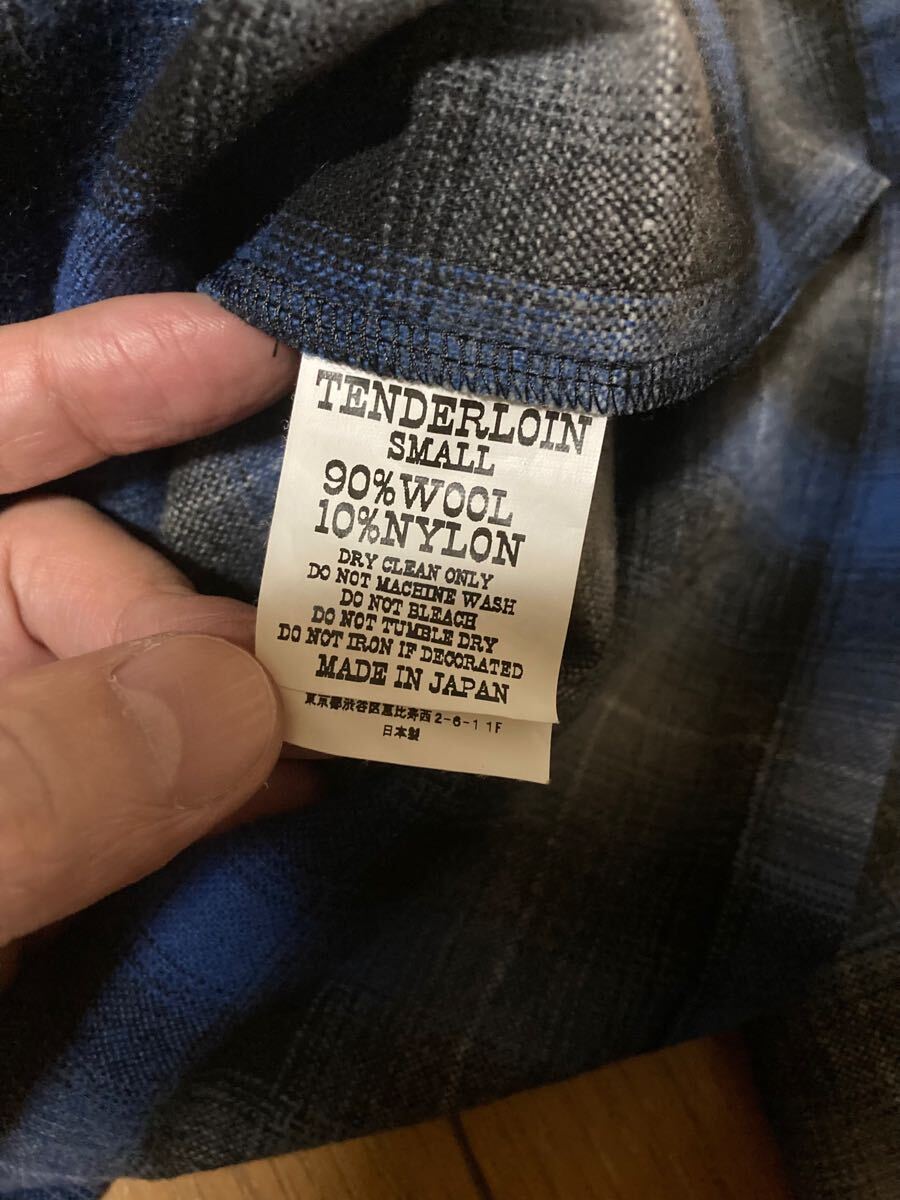 TENDERLOIN
SMALL
90%WOOL
10%NYLON
DRY CLEAN ONLY
DO NOT MACHINE WASH
DO NOT BLEACH
DO NOT TUMBLE DRY
DO NOT IRON IF DECORATED
MADE IN JAPAN
東京都渋谷区恵比寿西2-6-1 1F
日本製